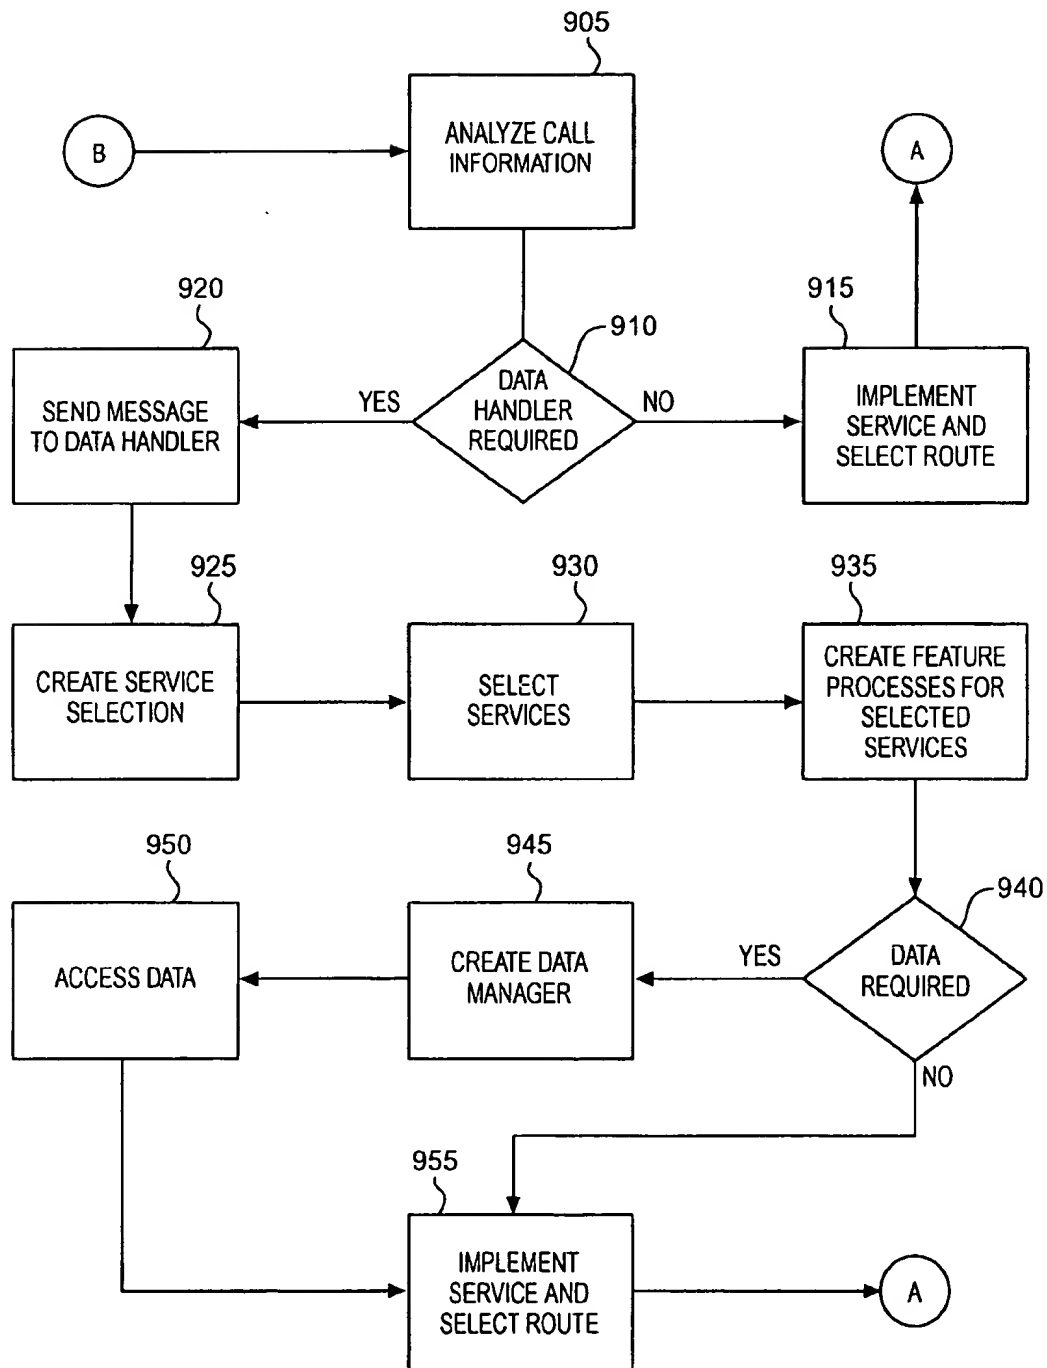 905
B
ANALYZE CALL
INFORMATION
A
920
910
915
SEND MESSAGE
TO DATA HANDLER
YES
DATA
HANDLER
REQUIRED
NO
IMPLEMENT
SERVICE AND
SELECT ROUTE
925
930
935
CREATE SERVICE
SELECTION
SELECT
SERVICES
CREATE FEATURE
PROCESSES FOR
SELECTED
SERVICES
950
945
940
ACCESS DATA
CREATE DATA
MANAGER
YES
DATA
REQUIRED
NO
955
IMPLEMENT
SERVICE AND
SELECT ROUTE
A